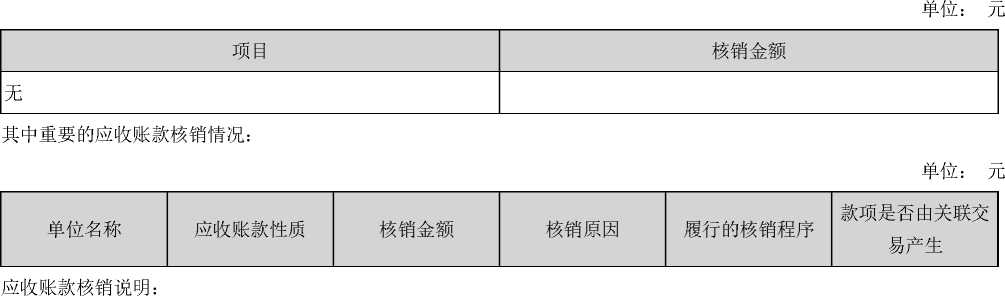 单位： 元
项目 核销金额
无
其中重要的应收账款核销情况：
单位： 元
单位名称 应收账款性质 核销金额 核销原因 履行的核销程序 款项是否由关联交
易产生
应收账款核销说明：